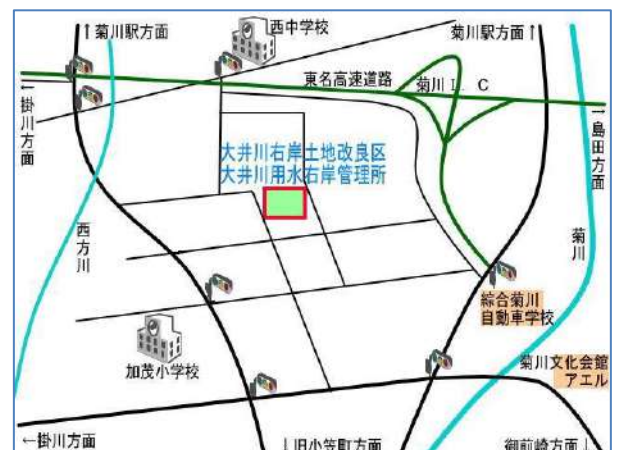 ↑菊川駅方面
西中学校
菊川駅方面↑
東名高速道路
菊川I．C
←掛川方面
→島田方面
大井川右岸土地改良区
大井川用水右岸管理所
西方川
菊川
綜合菊川
自動車学校
加茂小学校
菊川文化会館
アエル
←掛川方面
↓旧小笠町方面
御前崎方面↓